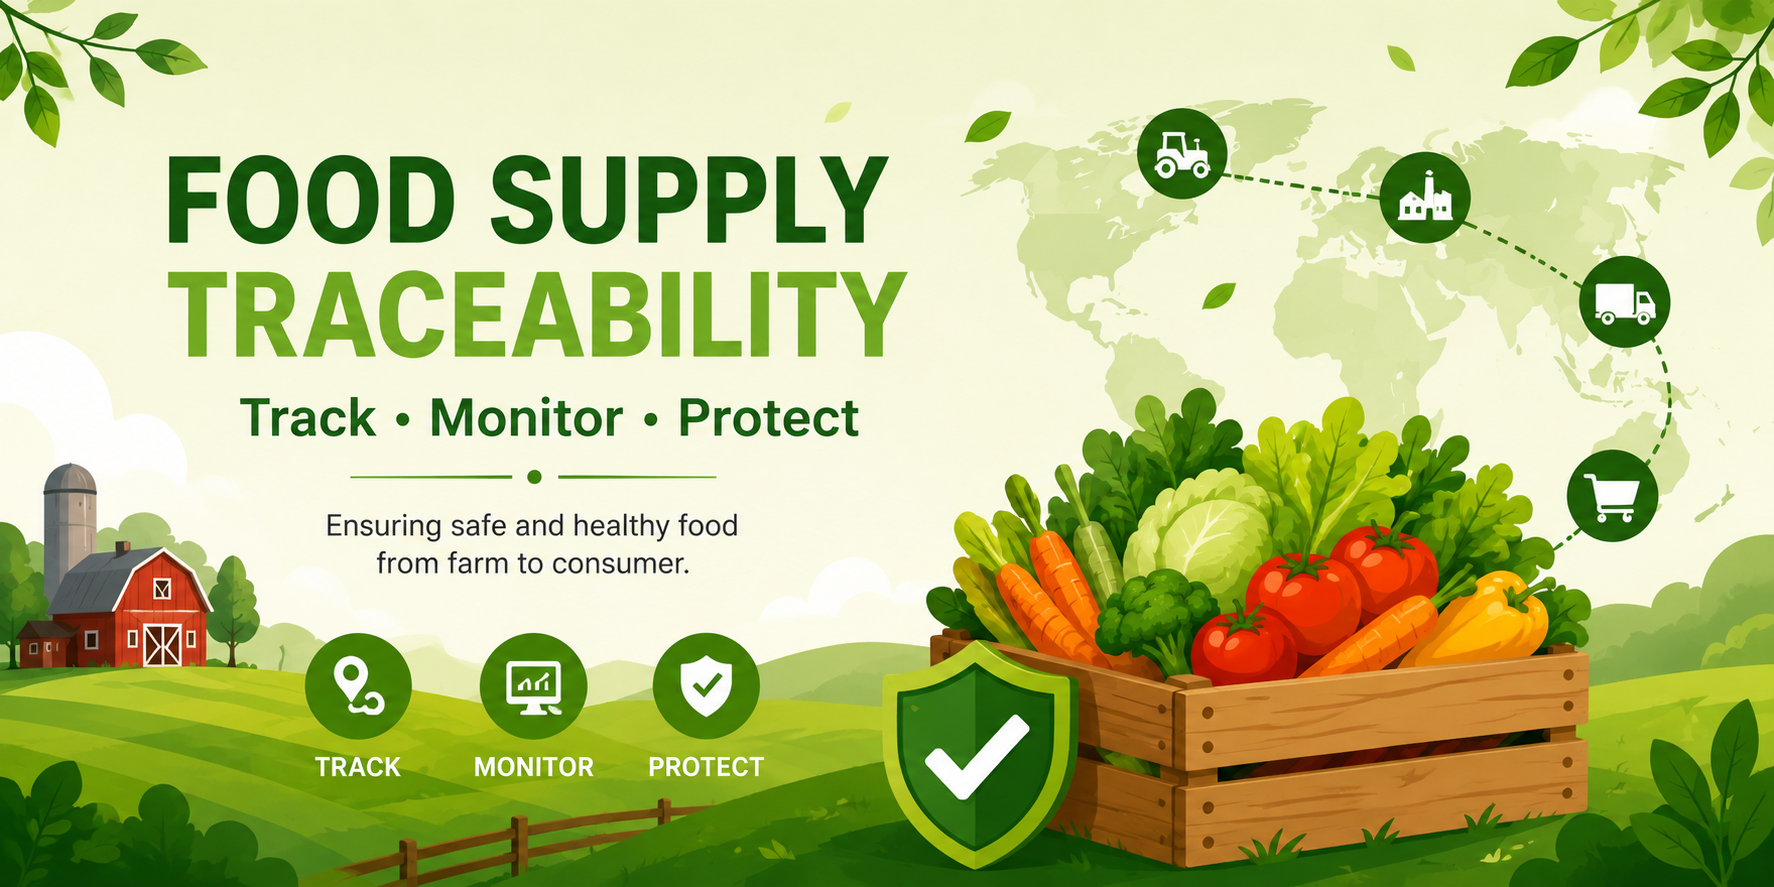 FOOD SUPPLY
TRACEABILITY
Track • Monitor • Protect
Ensuring safe and healthy food
from farm to consumer.
TRACK MONITOR PROTECT